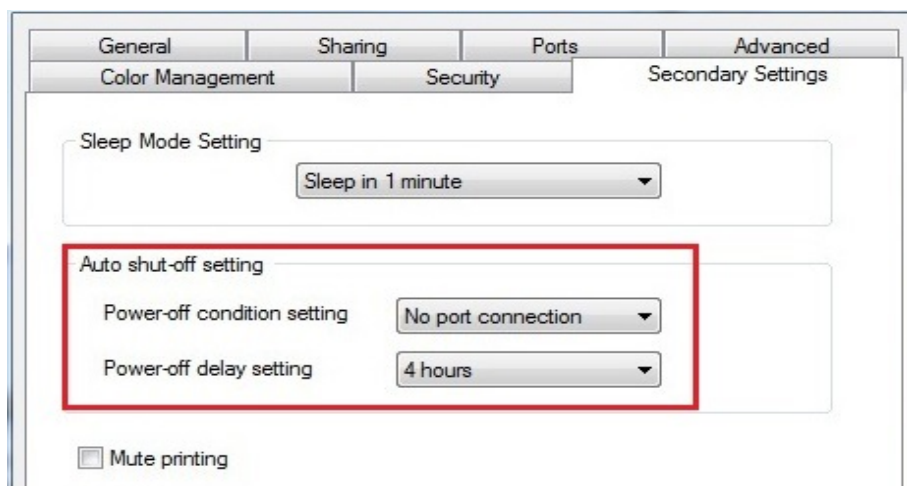 General Sharing Ports Advanced
Color Management Security Secondary Settings
Sleep Mode Setting
Sleep in 1 minute
Auto shut-off setting
Power-off condition setting No port connection
Power-off delay setting 4 hours
Mute printing